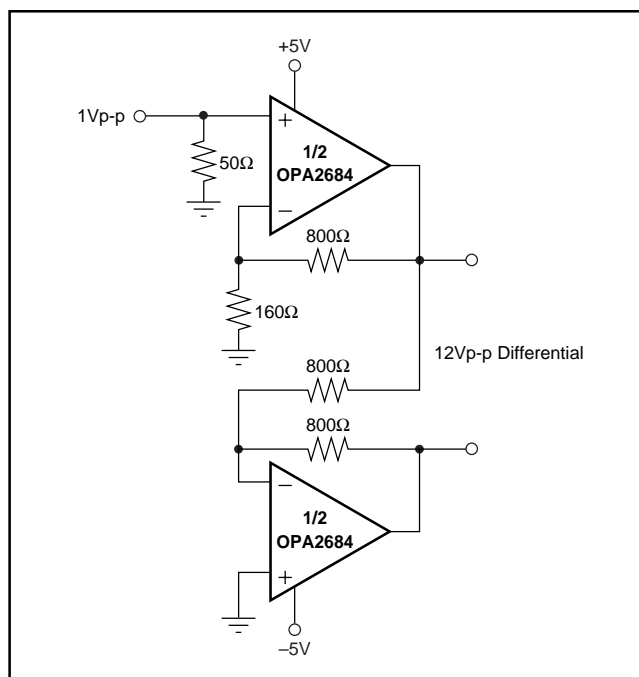 +5V
1Vp-p
+
1/2
OPA2684
50Ω
−
800Ω
160Ω
12Vp-p Differential
800Ω
800Ω
−
1/2
OPA2684
+
–5V